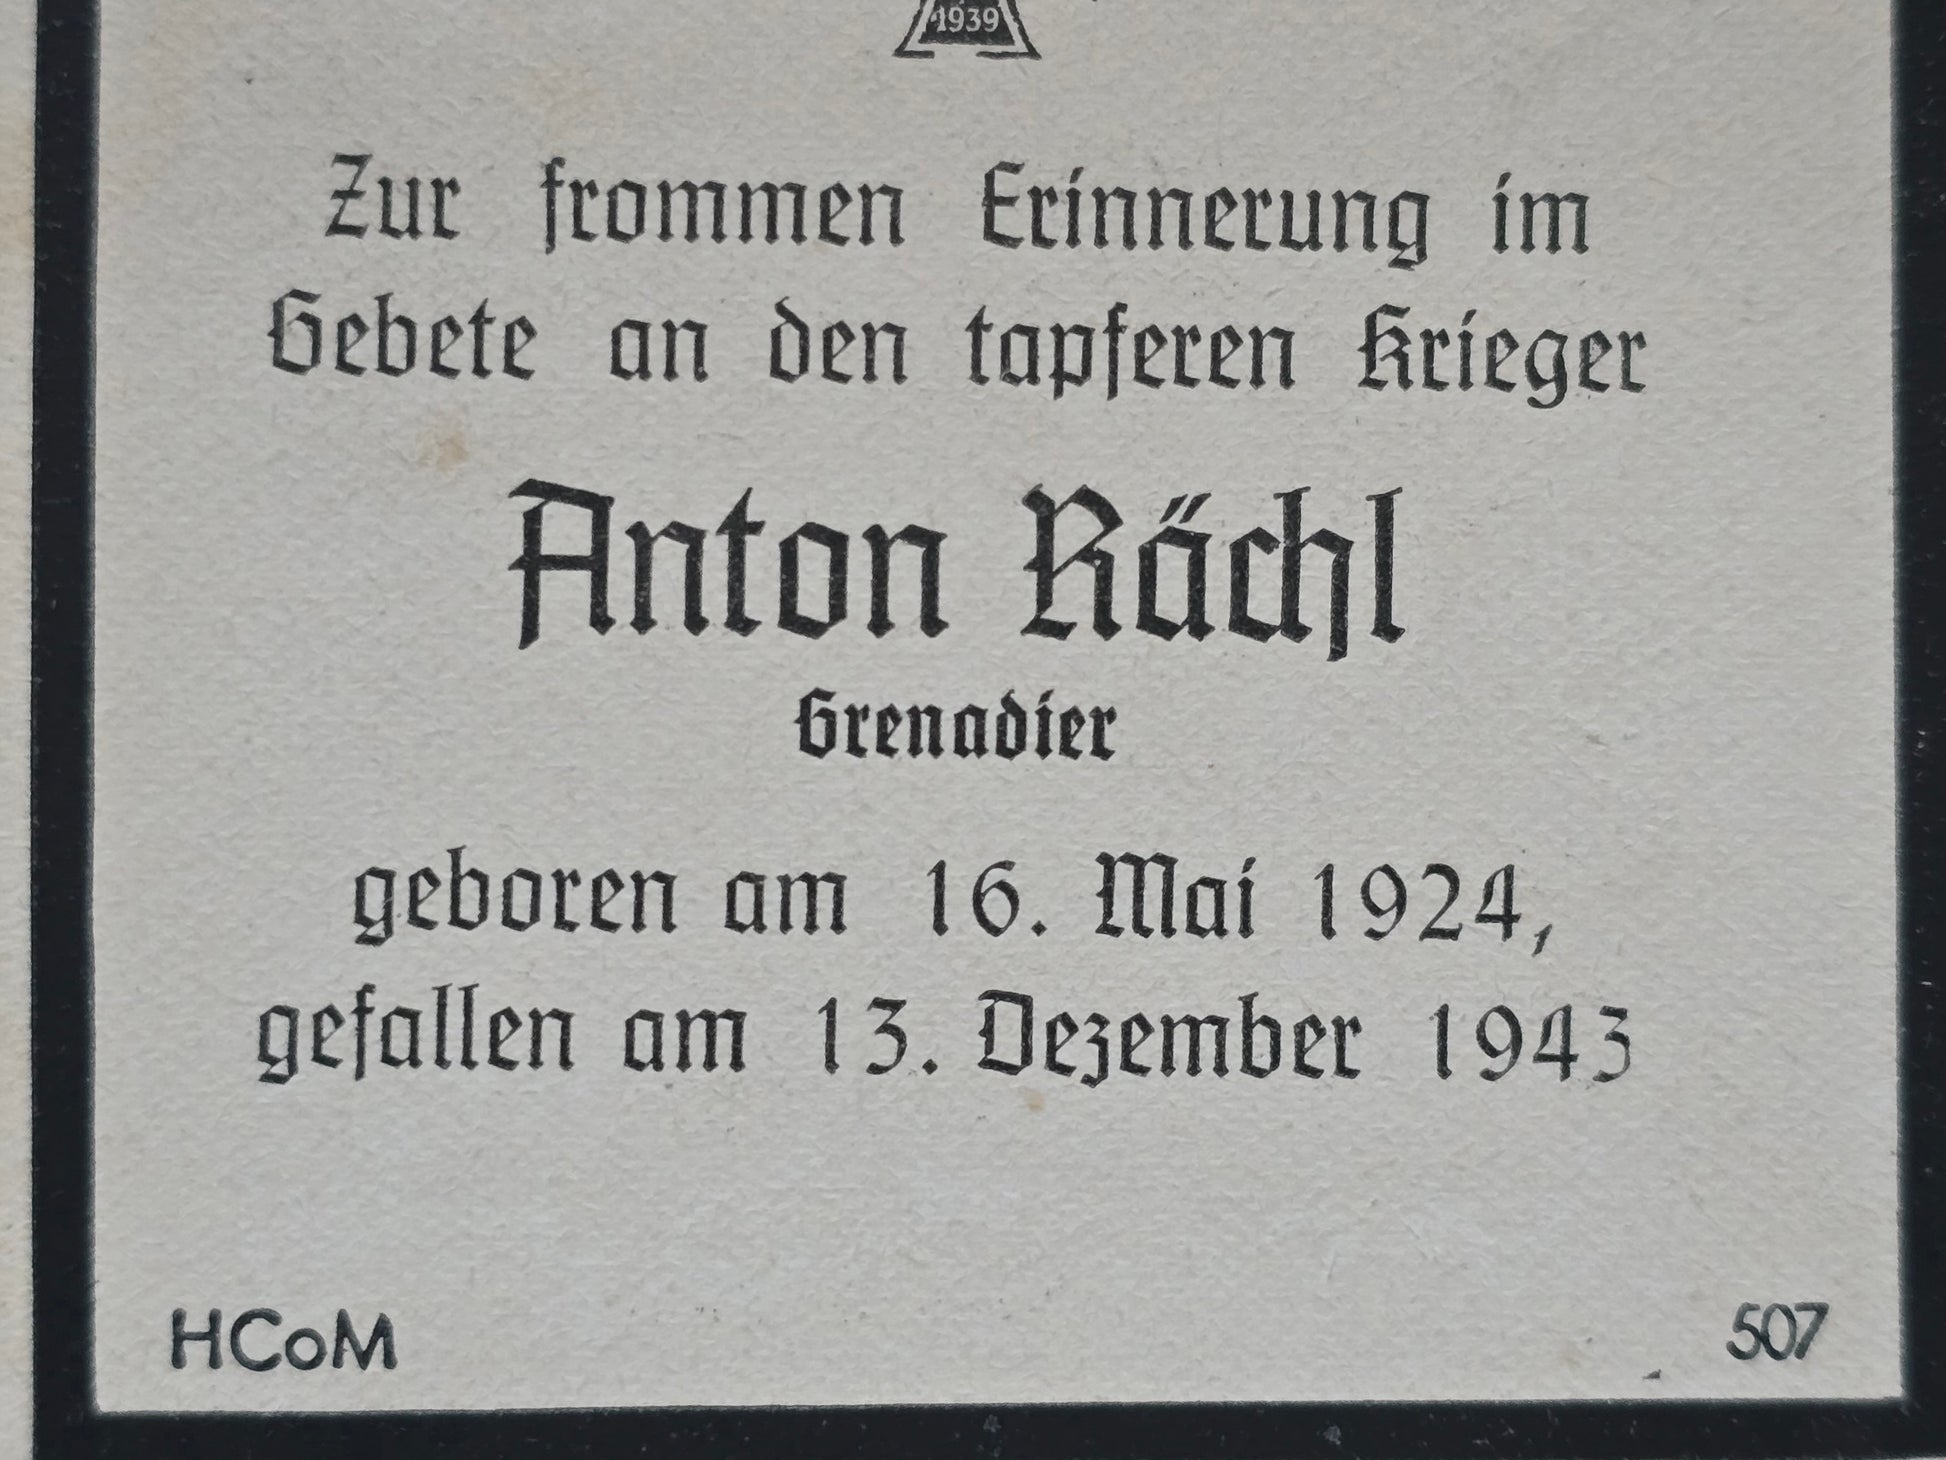 1939
Zur frommen Erinnerung im
Gebete an den tapferen Krieger
Anton Rächl
Grenadier
geboren am 16. Mai 1924,
gefallen am 13. Dezember 1943
HCoM 507